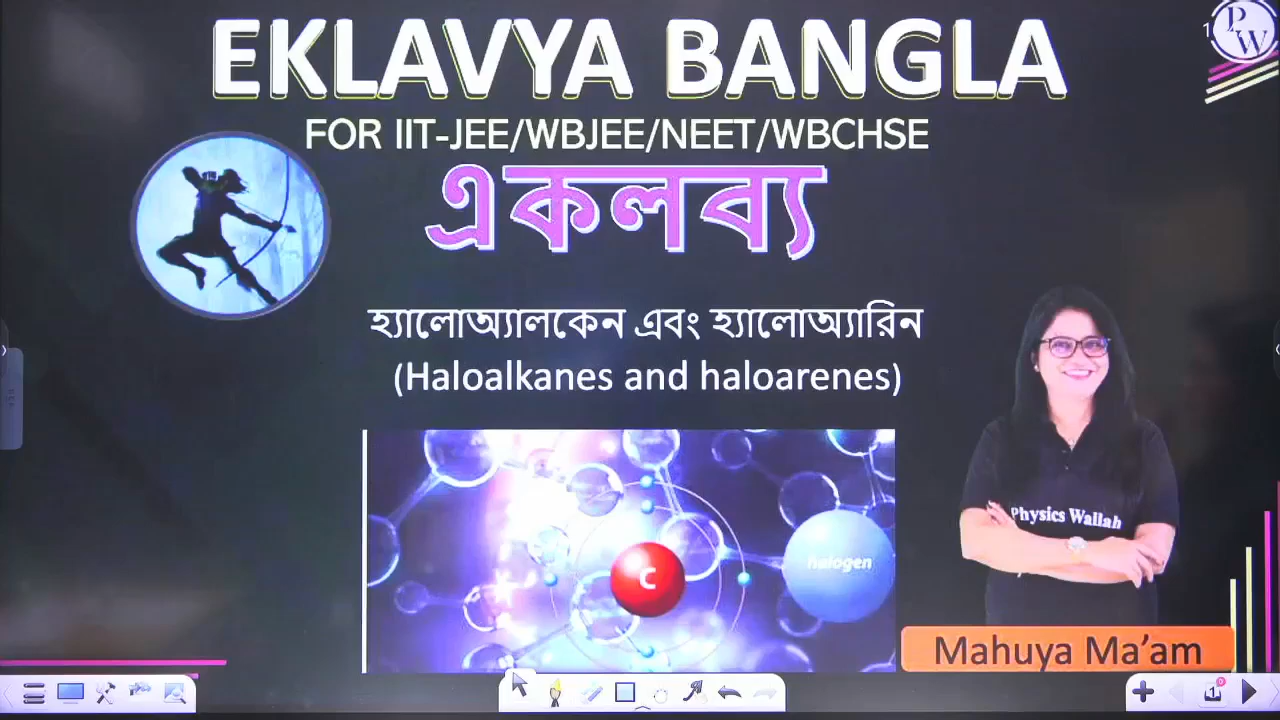 EKLAVYA BANGLA
PW
FOR IIT-JEE/WBJEE/NEET/WBCHSE
একলব্য
হ্যালোঅ্যালকেন এবং হ্যালোঅ্যারিন
(Haloalkanes and haloarenes)
Physics Wallah
C
halogen
Mahuya Ma’am
1